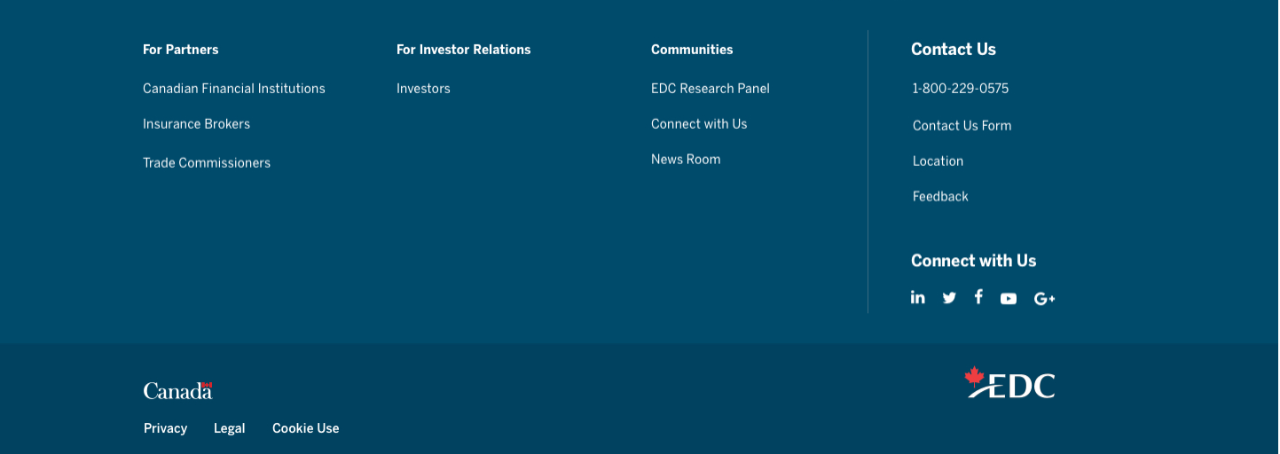 For Partners
Canadian Financial Institutions
Insurance Brokers
Trade Commissioners
For Investor Relations
Investors
Communities
EDC Research Panel
Connect with Us
News Room
Contact Us
1-800-229-0575
Contact Us Form
Location
Feedback
Connect with Us
in
f
G+
Canada
EDC
Privacy Legal Cookie Use